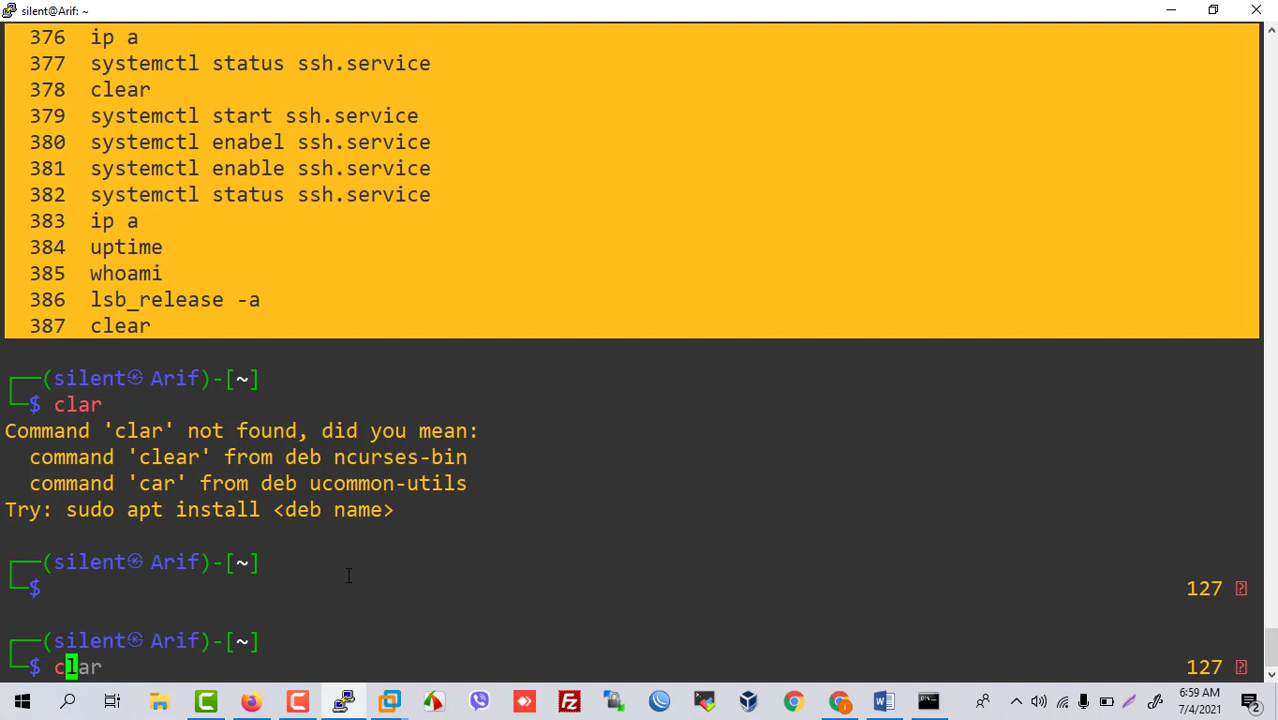 silent@Arif: ~
376 ip a
377 systemctl status ssh.service
378 clear
379 systemctl start ssh.service
380 systemctl enabel ssh.service
381 systemctl enable ssh.service
382 systemctl status ssh.service
383 ip a
384 uptime
385 whoami
386 lsb_release -a
387 clear
┌──(silent㉿Arif)-[~]
└─$ clar
Command 'clar' not found, did you mean:
command 'clear' from deb ncurses-bin
command 'car' from deb ucommon-utils
Try: sudo apt install <deb name>
┌──(silent㉿Arif)-[~]
└─$ 127
┌──(silent㉿Arif)-[~]
└─$ clar 127
6:59 AM
7/4/2021
2